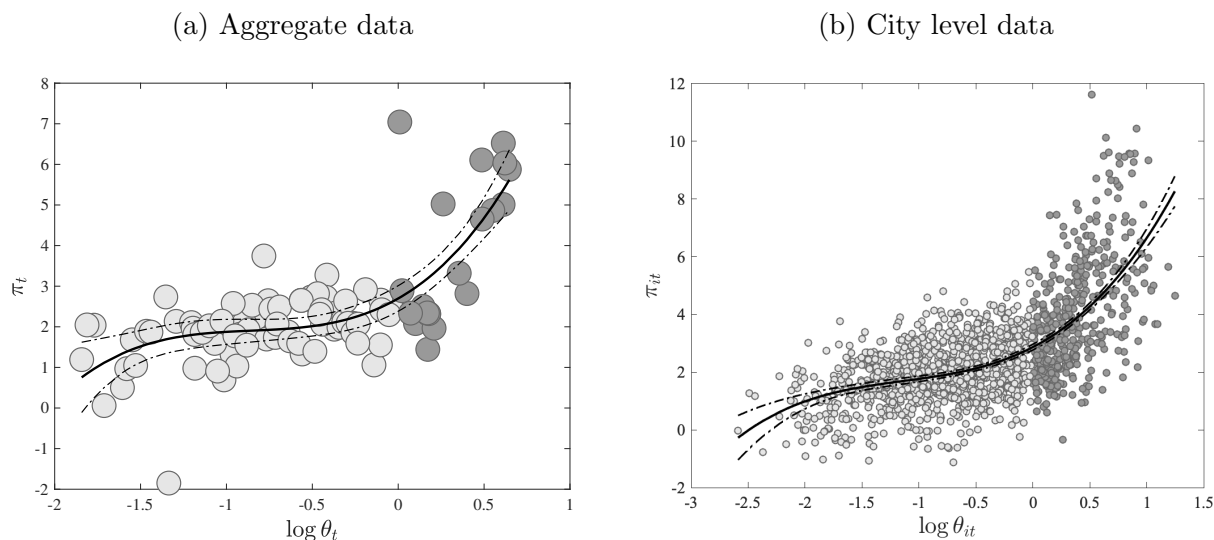 (a) Aggregate data
8
7
6
5
4
3
2
1
0
-1
-2
π_t
-2 -1.5 -1 -0.5 0 0.5 1
log θ_t
(b) City level data
12
10
8
6
4
2
0
-2
π_it
-3 -2.5 -2 -1.5 -1 -0.5 0 0.5 1 1.5
log θ_it